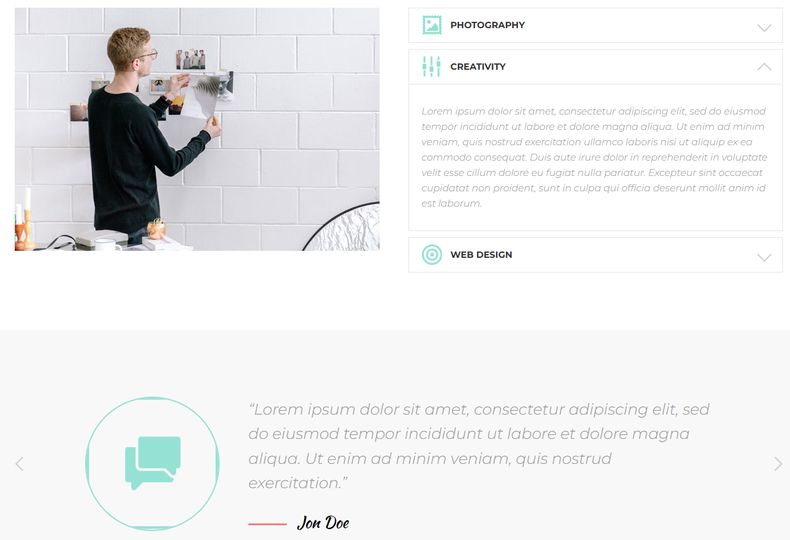 PHOTOGRAPHY
CREATIVITY
Lorem ipsum dolor sit amet, consectetur adipiscing elit, sed do eiusmod
tempor incididunt ut labore et dolore magna aliqua. Ut enim ad minim
veniam, quis nostrud exercitation ullamco laboris nisi ut aliquip ex ea
commodo consequat. Duis aute irure dolor in reprehenderit in voluptate
velit esse cillum dolore eu fugiat nulla pariatur. Excepteur sint occaecat
cupidatat non proident, sunt in culpa qui officia deserunt mollit anim id
est laborum.
WEB DESIGN
“Lorem ipsum dolor sit amet, consectetur adipiscing elit, sed
do eiusmod tempor incididunt ut labore et dolore magna
aliqua. Ut enim ad minim veniam, quis nostrud
exercitation.”
Jon Doe